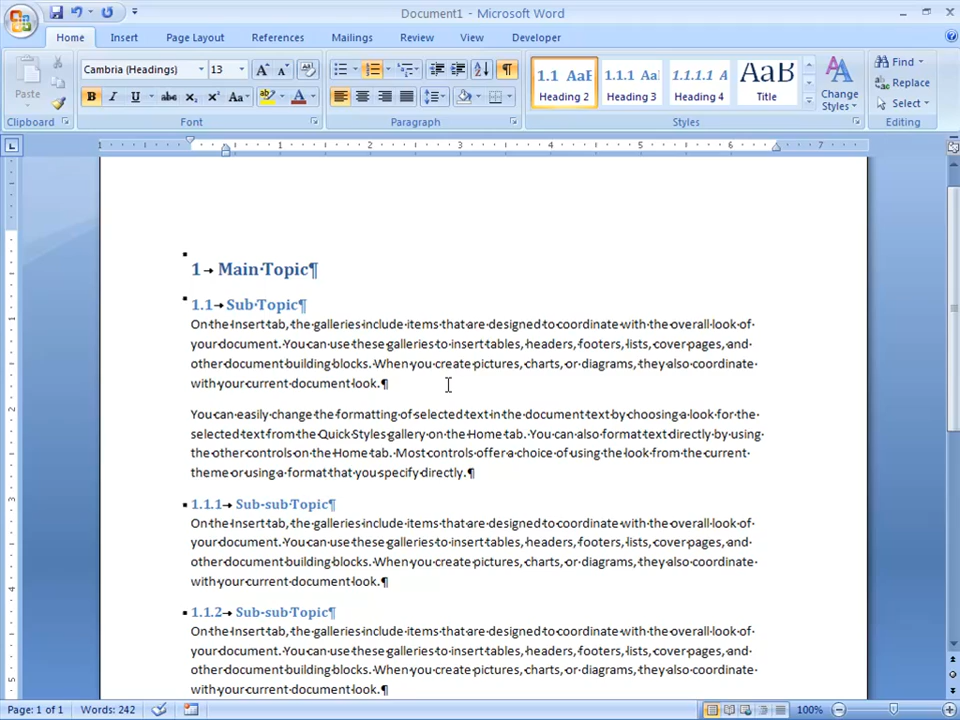 Document1 - Microsoft Word
Home Insert Page Layout References Mailings Review View Developer
Paste
Cambria (Headings) 13
1.1 AaB 1.1.1 AaI 1.1.1.1 A AaB
Heading 2 Heading 3 Heading 4 Title
Change Styles
Find
Replace
Select
Clipboard Font Paragraph Styles Editing
1 Main Topic¶
1.1 Sub Topic¶
On the Insert tab, the galleries include items that are designed to coordinate with the overall look of
your document. You can use these galleries to insert tables, headers, footers, lists, cover pages, and
other document building blocks. When you create pictures, charts, or diagrams, they also coordinate
with your current document look.¶
You can easily change the formatting of selected text in the document text by choosing a look for the
selected text from the Quick Styles gallery on the Home tab. You can also format text directly by using
the other controls on the Home tab. Most controls offer a choice of using the look from the current
theme or using a format that you specify directly.¶
1.1.1 Sub-sub Topic¶
On the Insert tab, the galleries include items that are designed to coordinate with the overall look of
your document. You can use these galleries to insert tables, headers, footers, lists, cover pages, and
other document building blocks. When you create pictures, charts, or diagrams, they also coordinate
with your current document look.¶
1.1.2 Sub-sub Topic¶
On the Insert tab, the galleries include items that are designed to coordinate with the overall look of
your document. You can use these galleries to insert tables, headers, footers, lists, cover pages, and
other document building blocks. When you create pictures, charts, or diagrams, they also coordinate
with your current document look.¶
Page: 1 of 1 Words: 242 100%